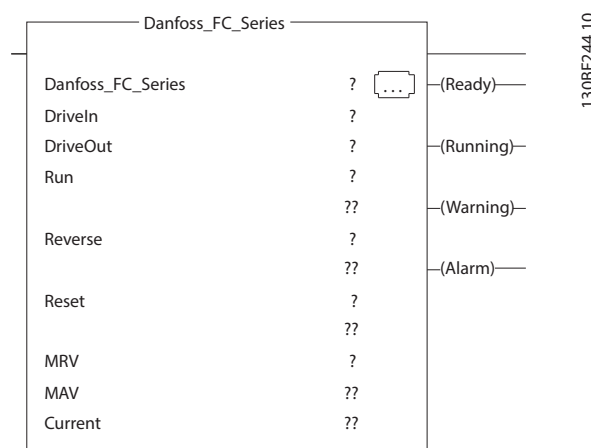 Danfoss_FC_Series
Danfoss_FC_Series ? ... (Ready)
DriveIn ?
DriveOut ? (Running)
Run ?
?? (Warning)
Reverse ?
?? (Alarm)
Reset ?
??
MRV ?
MAV ??
Current ??
130BF244.10